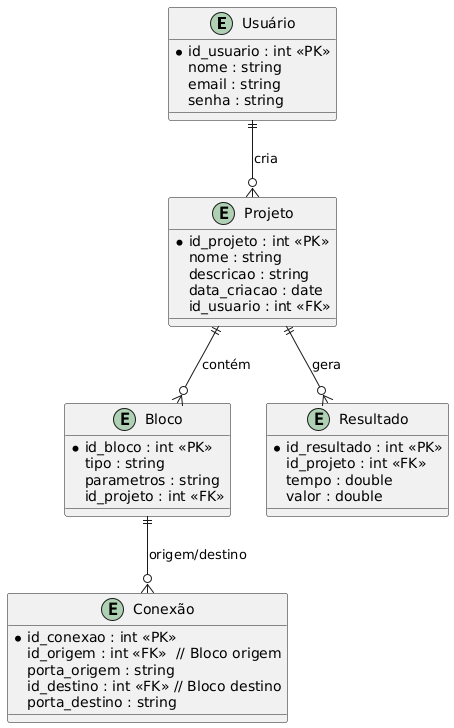 E Usuário
* id_usuario : int «PK»
nome : string
email : string
senha : string
cria
E Projeto
* id_projeto : int «PK»
nome : string
descricao : string
data_criacao : date
id_usuario : int «FK»
contém
gera
E Bloco
* id_bloco : int «PK»
tipo : string
parametros : string
id_projeto : int «FK»
E Resultado
* id_resultado : int «PK»
id_projeto : int «FK»
tempo : double
valor : double
origem/destino
E Conexão
* id_conexao : int «PK»
id_origem : int «FK»  // Bloco origem
porta_origem : string
id_destino : int «FK» // Bloco destino
porta_destino : string